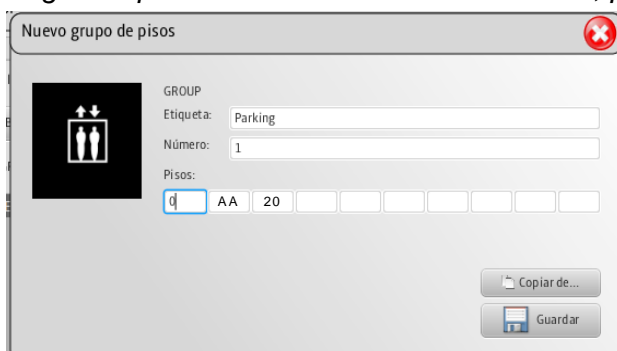 Nuevo grupo de pisos
GROUP
Etiqueta: Parking
Número: 1
Pisos:
0 AA 20
Copiar de...
Guardar